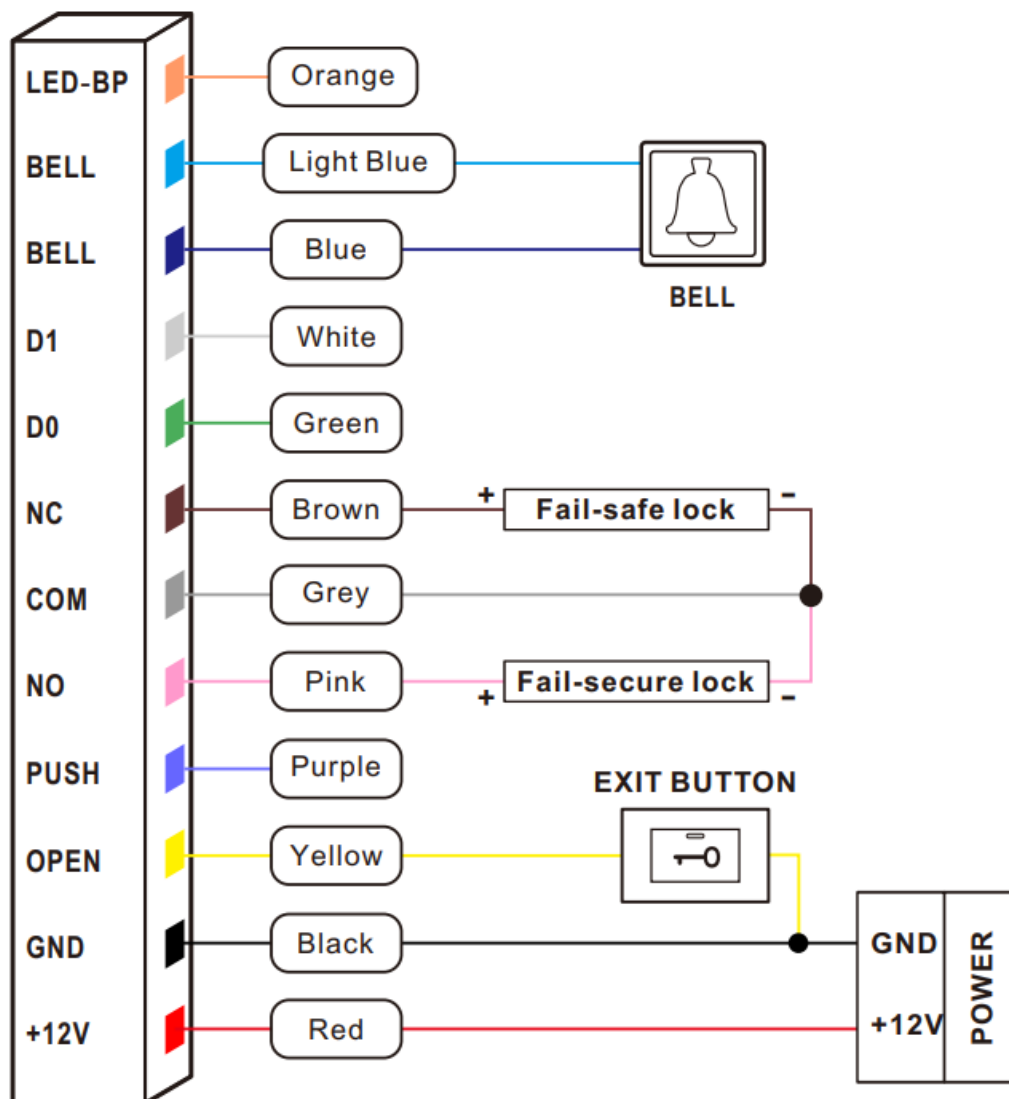 LED-BP Orange
BELL Light Blue
BELL Blue
BELL
D1 White
D0 Green
NC Brown + Fail-safe lock -
COM Grey
NO Pink + Fail-secure lock -
PUSH Purple
EXIT BUTTON
OPEN Yellow
GND Black GND
+12V Red +12V
POWER